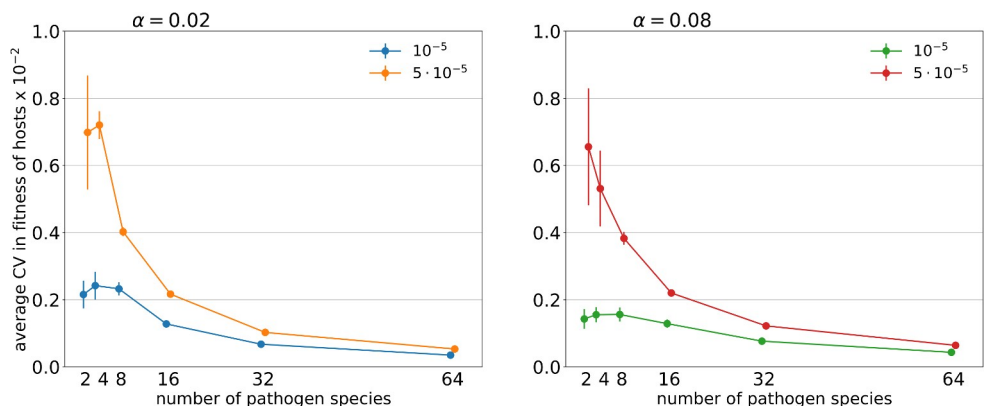 α = 0.02
average CV in fitness of hosts x 10⁻²
1.0
0.8
0.6
0.4
0.2
0.0
10⁻⁵
5 · 10⁻⁵
2 4 8 16 32 64
number of pathogen species
α = 0.08
1.0
0.8
0.6
0.4
0.2
0.0
10⁻⁵
5 · 10⁻⁵
2 4 8 16 32 64
number of pathogen species